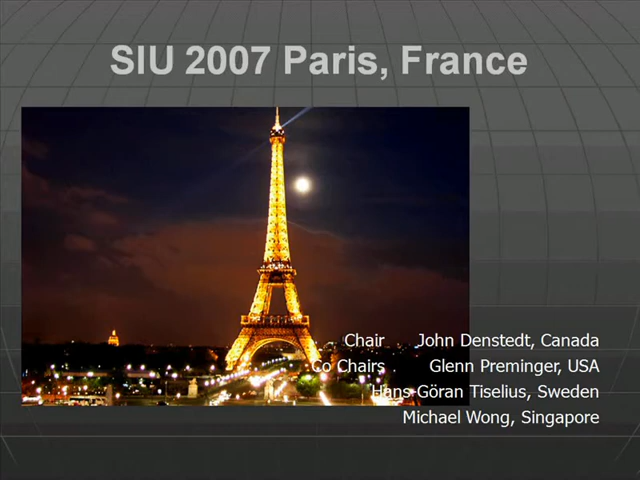 SIU 2007 Paris, France
Chair John Denstedt, Canada
Co Chairs . Glenn Preminger, USA
Hans-Göran Tiselius, Sweden
Michael Wong, Singapore